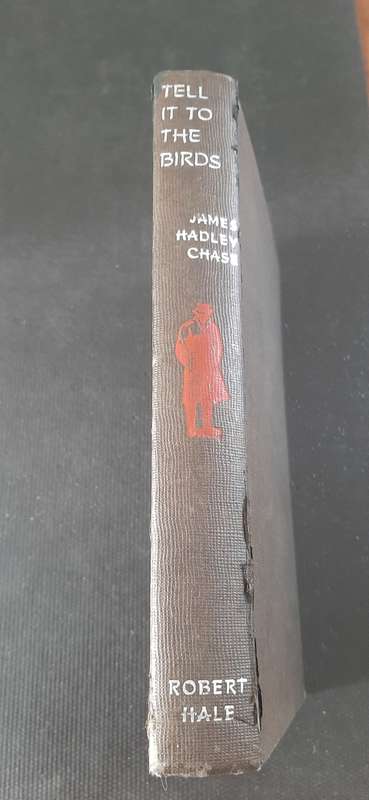 TELL
IT TO
THE
BIRDS
JAMES
HADLEY
CHASE
ROBERT
HALE